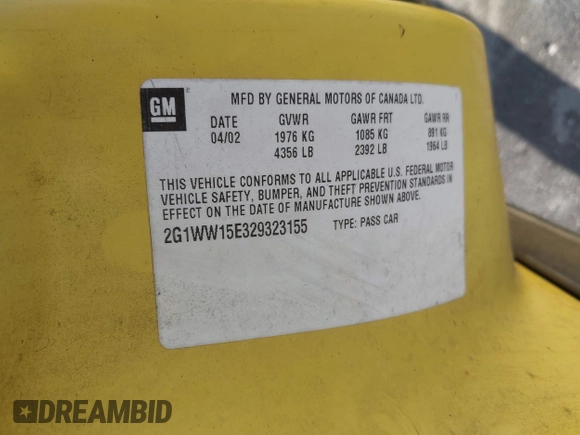 GM
MFD BY GENERAL MOTORS OF CANADA LTD.
DATE GVWR GAWR FRT GAWR RR
04/02 1976 KG 1085 KG 891 KG
4356 LB 2392 LB 1964 LB
THIS VEHICLE CONFORMS TO ALL APPLICABLE U.S. FEDERAL MOTOR
VEHICLE SAFETY, BUMPER, AND THEFT PREVENTION STANDARDS IN
EFFECT ON THE DATE OF MANUFACTURE SHOWN ABOVE.
2G1WW15E329323155 TYPE: PASS CAR
DREAMBID